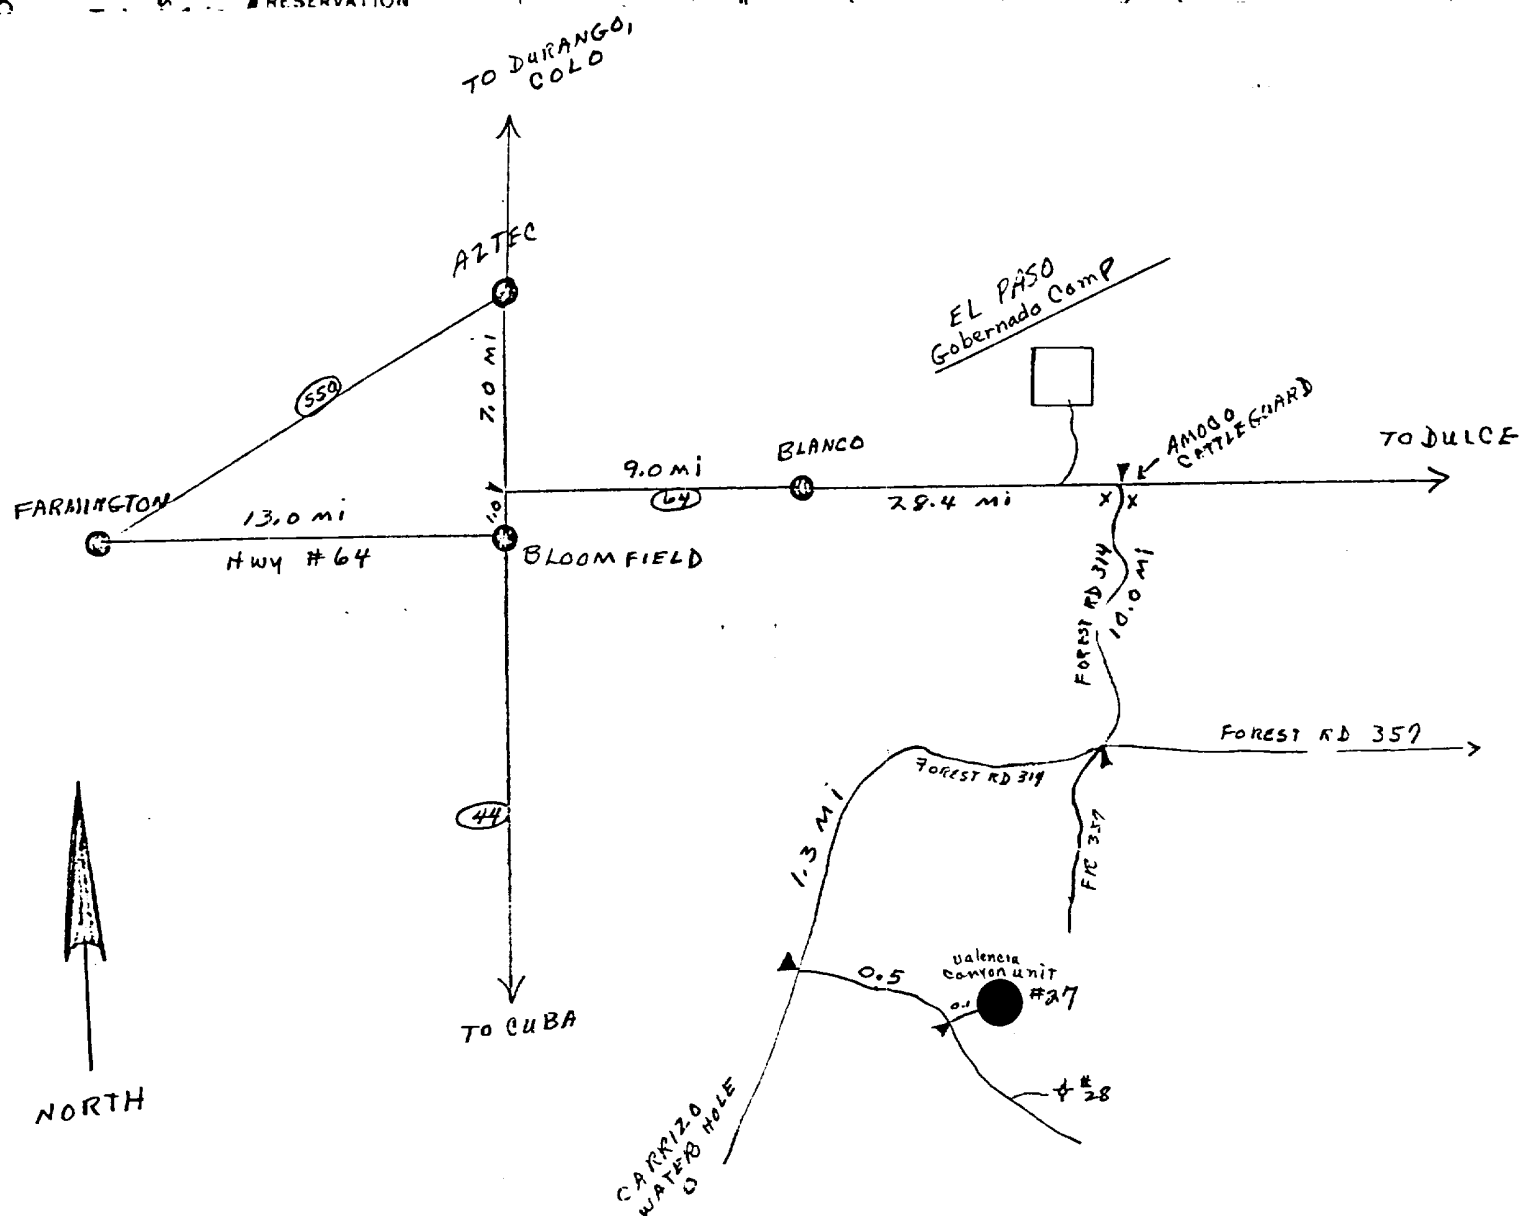 RESERVATION
TO DURANGO,
COLO
AZTEC
EL PASO
Gobernado Comp
550
7.0 mi
AMOCO
CATTLEGUARD
TO DULCE
BLANCO
9.0 mi
64
28.4 mi
X X
FARMINGTON
13.0 mi
1.0
HWY #64
BLOOMFIELD
FOREST RD 314
10.0 mi
FOREST RD 357
FOREST RD 314
44
1.3 Mi
F/R 357
Valencia
Canyon unit
#27
0.5
0.1
TO CUBA
#28
NORTH
CARRIZO
WATER HOLE